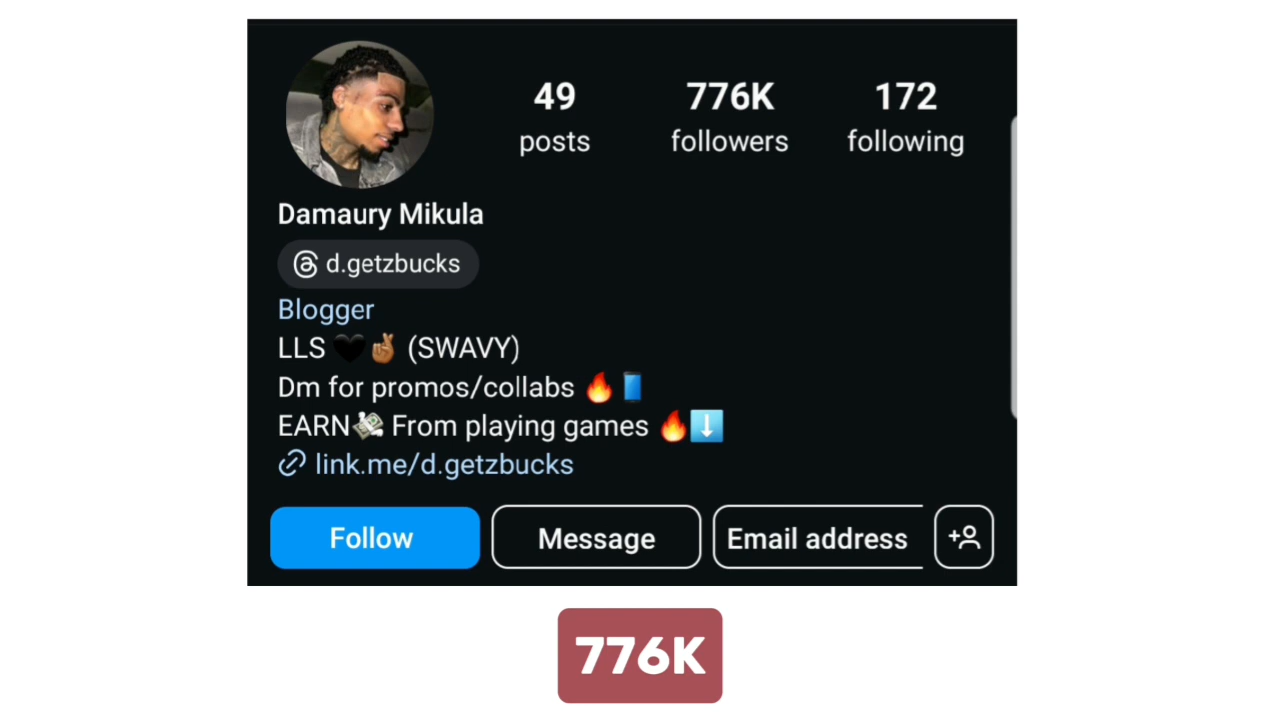 49 776K 172
posts followers following
Damaury Mikula
d.getzbucks
Blogger
LLS 🖤🤞🏾 (SWAVY)
Dm for promos/collabs 🔥📱
EARN💸 From playing games 🔥⬇️
link.me/d.getzbucks
Follow Message Email address
776K